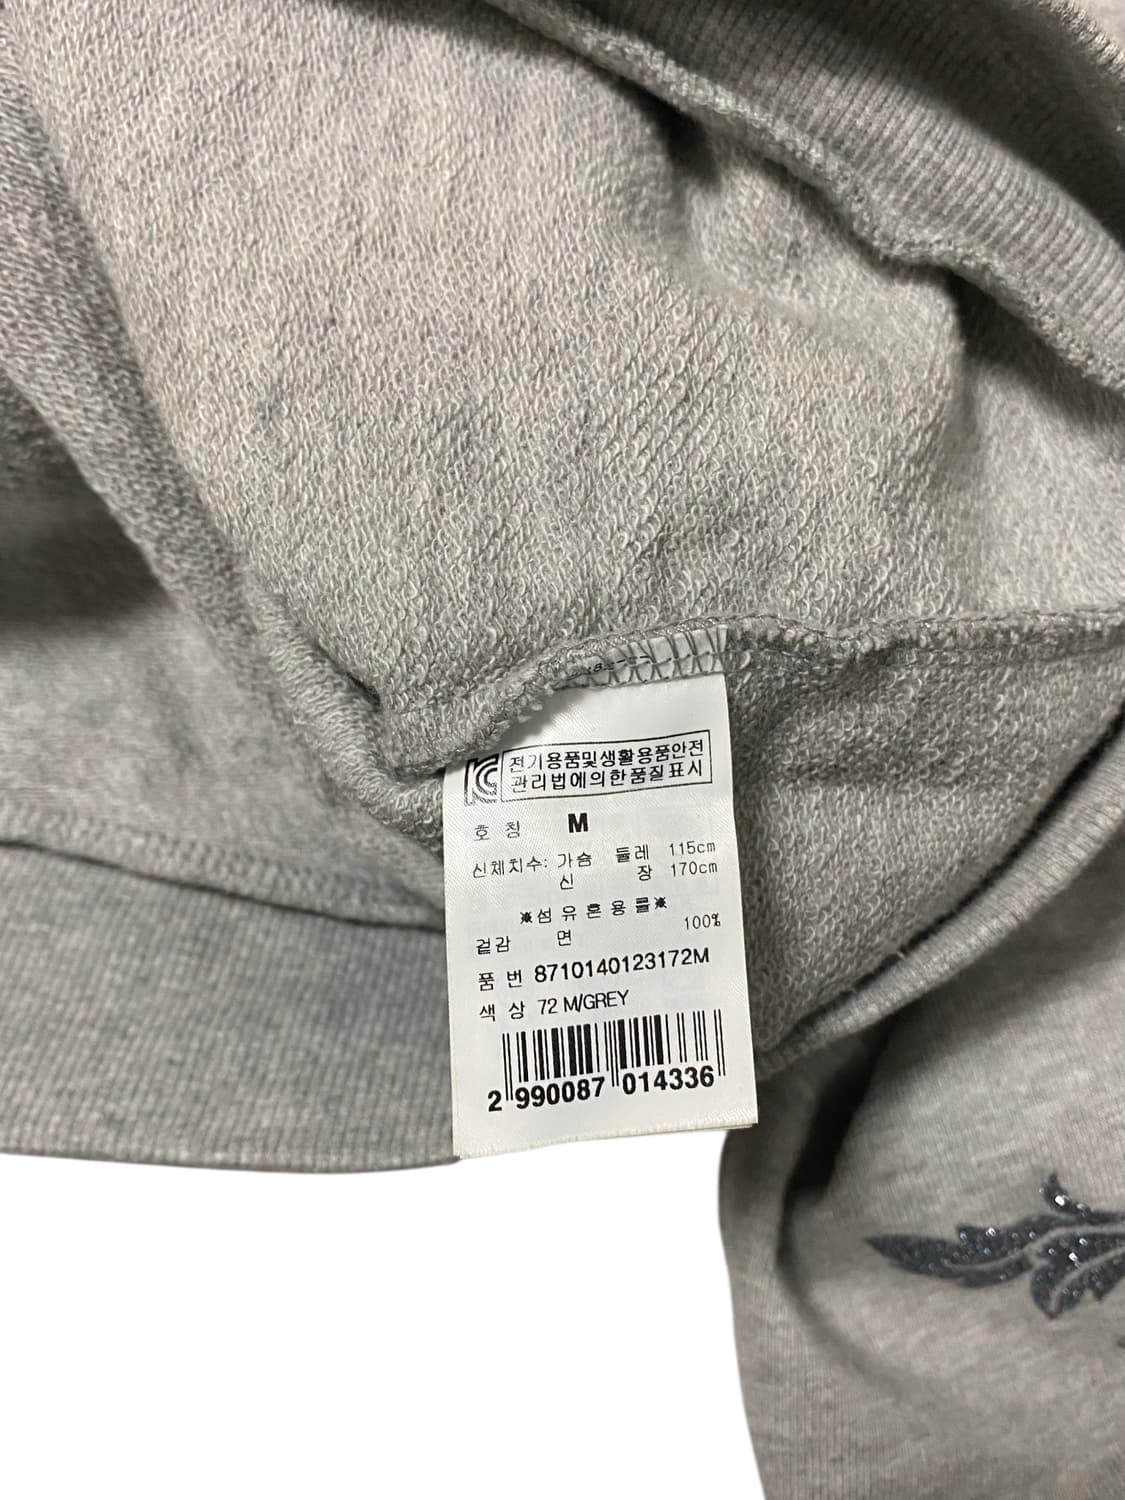 KC 전기용품및생활용품안전
관리법에의한품질표시
호 칭 M
신체치수: 가슴 둘레 115cm
신 장 170cm
※섬유혼용률※
겉감 면 100%
품 번 8710140123172M
색 상 72 M/GREY
2 990087 014336